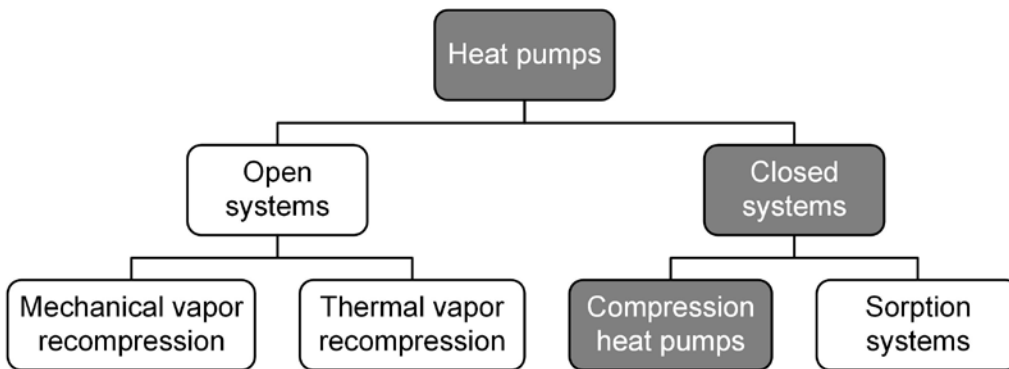 Heat pumps
Open
systems
Closed
systems
Mechanical vapor
recompression
Thermal vapor
recompression
Compression
heat pumps
Sorption
systems